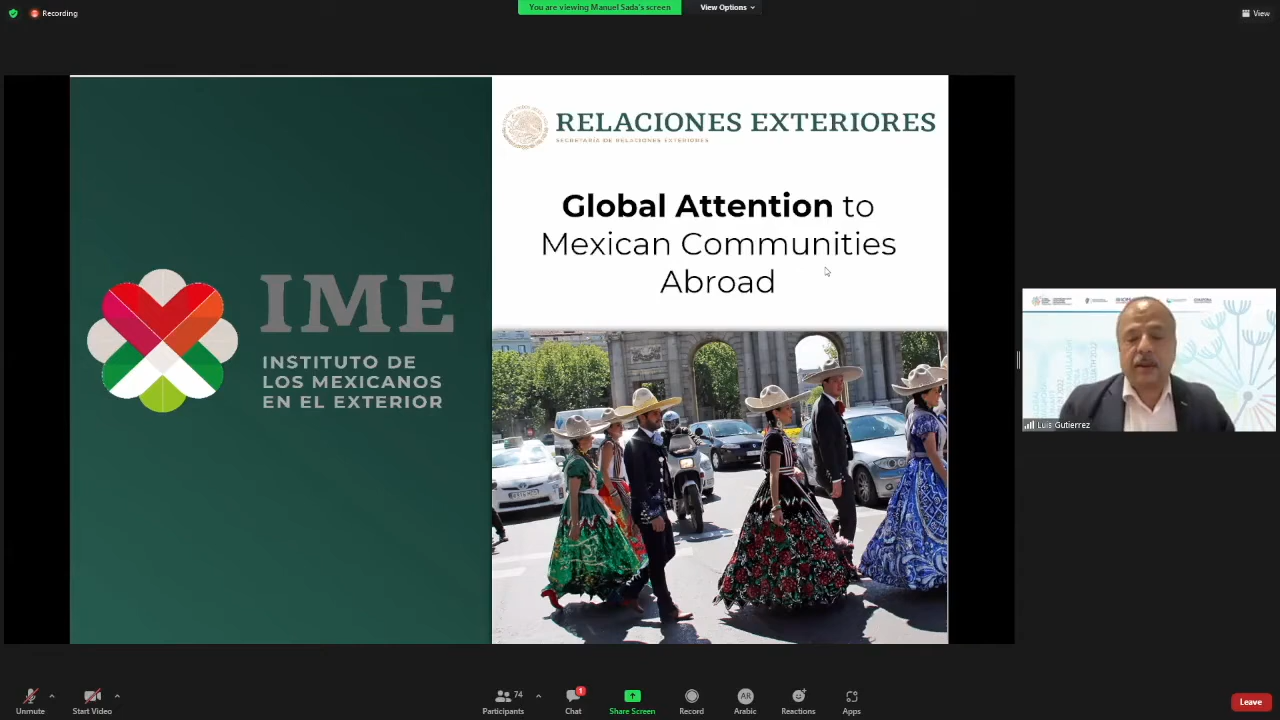 Recording
You are viewing Manuel Sada's screen
View Options
View
RELACIONES EXTERIORES
SECRETARÍA DE RELACIONES EXTERIORES
Global Attention to
Mexican Communities
Abroad
IME
INSTITUTO DE
LOS MEXICANOS
EN EL EXTERIOR
Luis Gutierrez
Unmute
Start Video
74
Participants
1
Chat
Share Screen
Record
AR
Arabic
Reactions
Apps
Leave